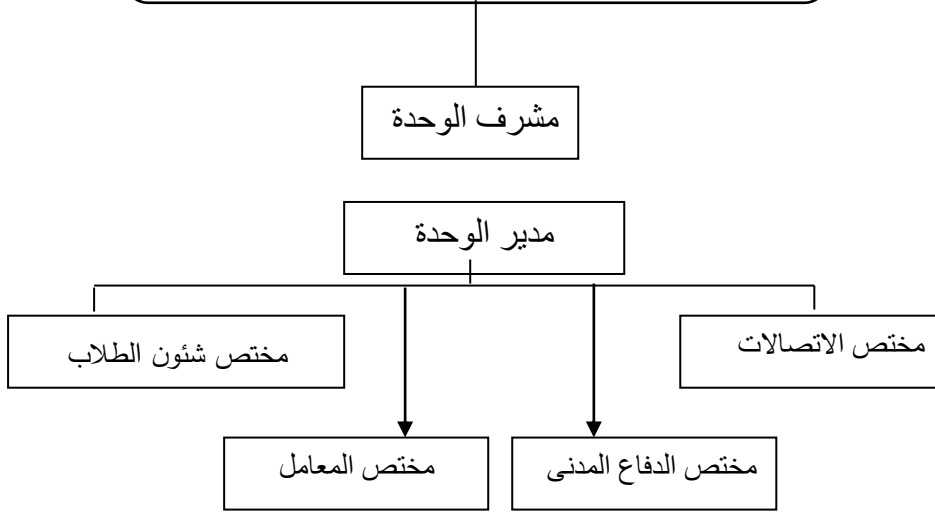 مشرف الوحدة
مدير الوحدة
مختص الاتصالات
مختص شئون الطلاب
مختص الدفاع المدنى
مختص المعامل